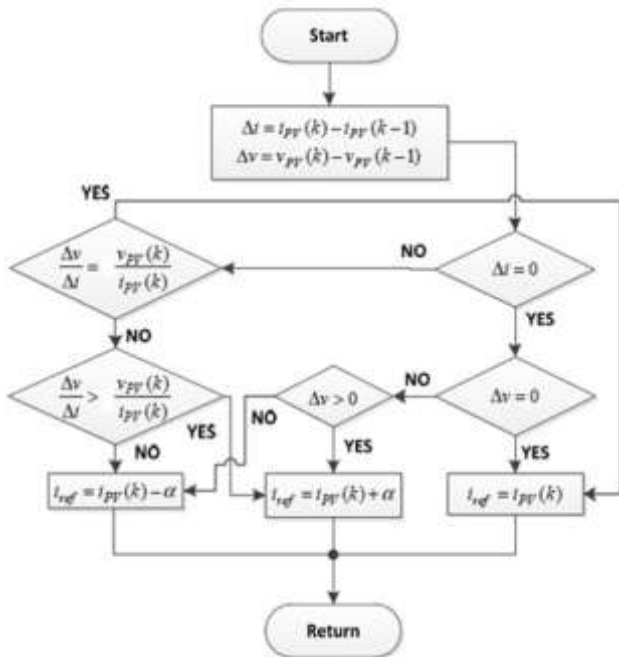 Start
Δi = i_PV(k) − i_PV(k−1)
Δv = v_PV(k) − v_PV(k−1)
YES
Δv/Δi = v_PV(k)/i_PV(k)
NO
Δi = 0
NO
YES
Δv/Δi > v_PV(k)/i_PV(k)
YES
NO
Δv > 0
NO
YES
NO
Δv = 0
YES
i_ref = i_PV(k) − α
i_ref = i_PV(k) + α
i_ref = i_PV(k)
Return